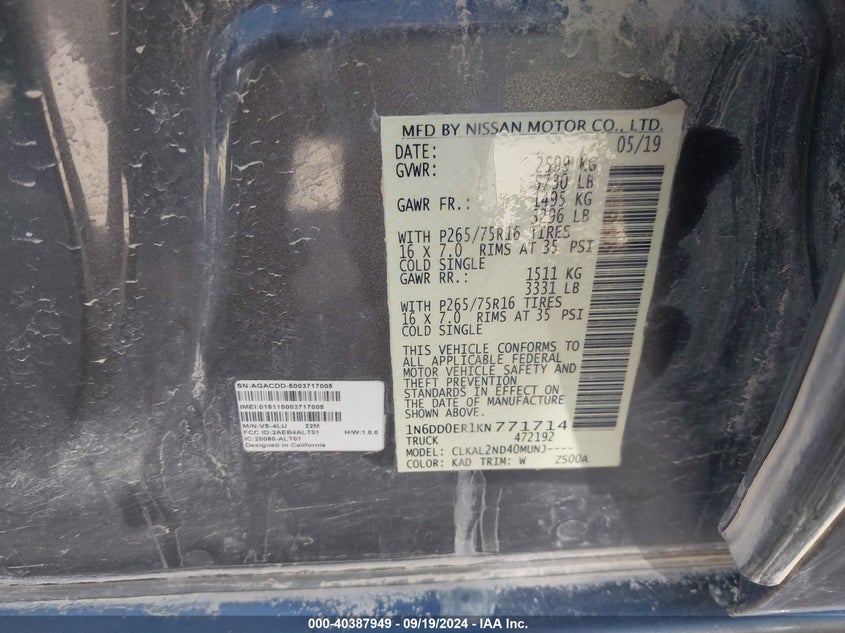 MFD BY NISSAN MOTOR CO., LTD.
DATE: 05/19
GVWR: 2599 KG
5730 LB
GAWR FR.: 1495 KG
3296 LB
WITH P265/75R16 TIRES
16 X 7.0 RIMS AT 35 PSI
COLD SINGLE
GAWR RR.: 1511 KG
3331 LB
WITH P265/75R16 TIRES
16 X 7.0 RIMS AT 35 PSI
COLD SINGLE
THIS VEHICLE CONFORMS TO
ALL APPLICABLE FEDERAL
MOTOR VEHICLE SAFETY AND
THEFT PREVENTION
STANDARDS IN EFFECT ON
THE DATE OF MANUFACTURE
SHOWN ABOVE.
1N6DD0ER1KN771714
TRUCK 472192
MODEL: CLKAL2ND40MUNJ----
COLOR: KAD TRIM: W ZS00A
SN:AGACDD-5003717005
IMEI:015115003717005
M/N:VS-4LU 22M
FCC ID:2AEB4ALT01 H/W:1.0.0
IC:20080-ALT01
Designed in California
000-40387949 - 09/19/2024 - IAA Inc.